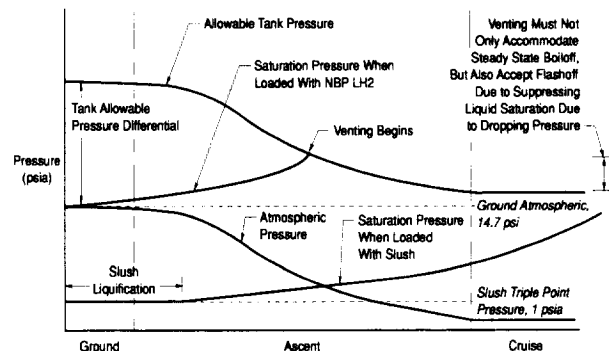 Allowable Tank Pressure
Venting Must Not
Only Accommodate
Steady State Boiloff,
But Also Accept Flashoff
Due to Suppressing
Liquid Saturation Due
to Dropping Pressure
Saturation Pressure When
Loaded With NBP LH2
Tank Allowable
Pressure Differential
Venting Begins
Pressure
(psia)
Ground Atmospheric,
14.7 psi
Atmospheric
Pressure
Saturation Pressure
When Loaded
With Slush
Slush
Liquification
Slush Triple Point
Pressure, 1 psia
Ground
Ascent
Cruise